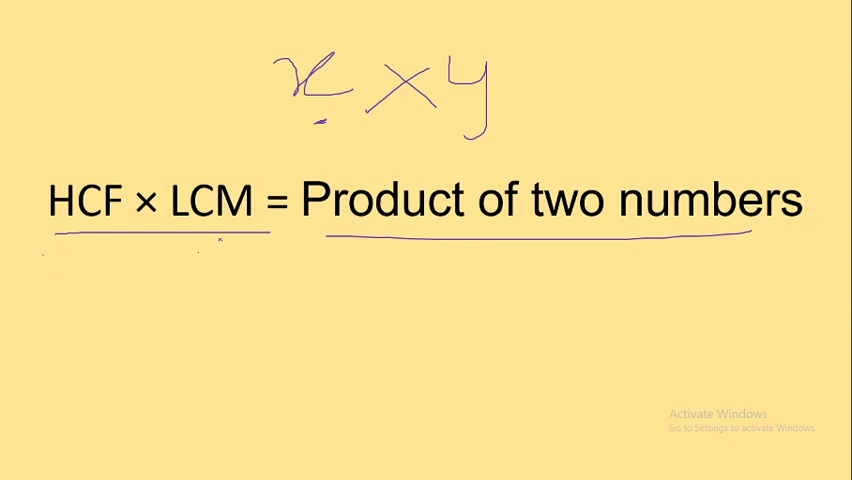 x × y
HCF × LCM = Product of two numbers
Activate Windows
Go to Settings to activate Windows.